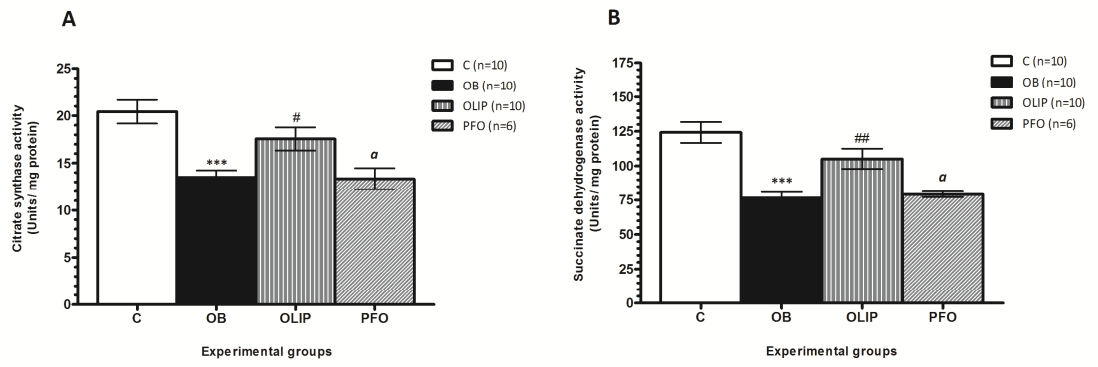 A
Citrate synthase activity
(Units/ mg protein)
25
20
15
10
5
0
***
#
a
C
OB
OLIP
PFO
Experimental groups
C (n=10)
OB (n=10)
OLIP (n=10)
PFO (n=6)
B
Succinate dehydrogenase activity
(Units/ mg protein)
175
150
125
100
75
50
25
0
***
##
a
C
OB
OLIP
PFO
Experimental groups
C (n=10)
OB (n=10)
OLIP (n=10)
PFO (n=6)